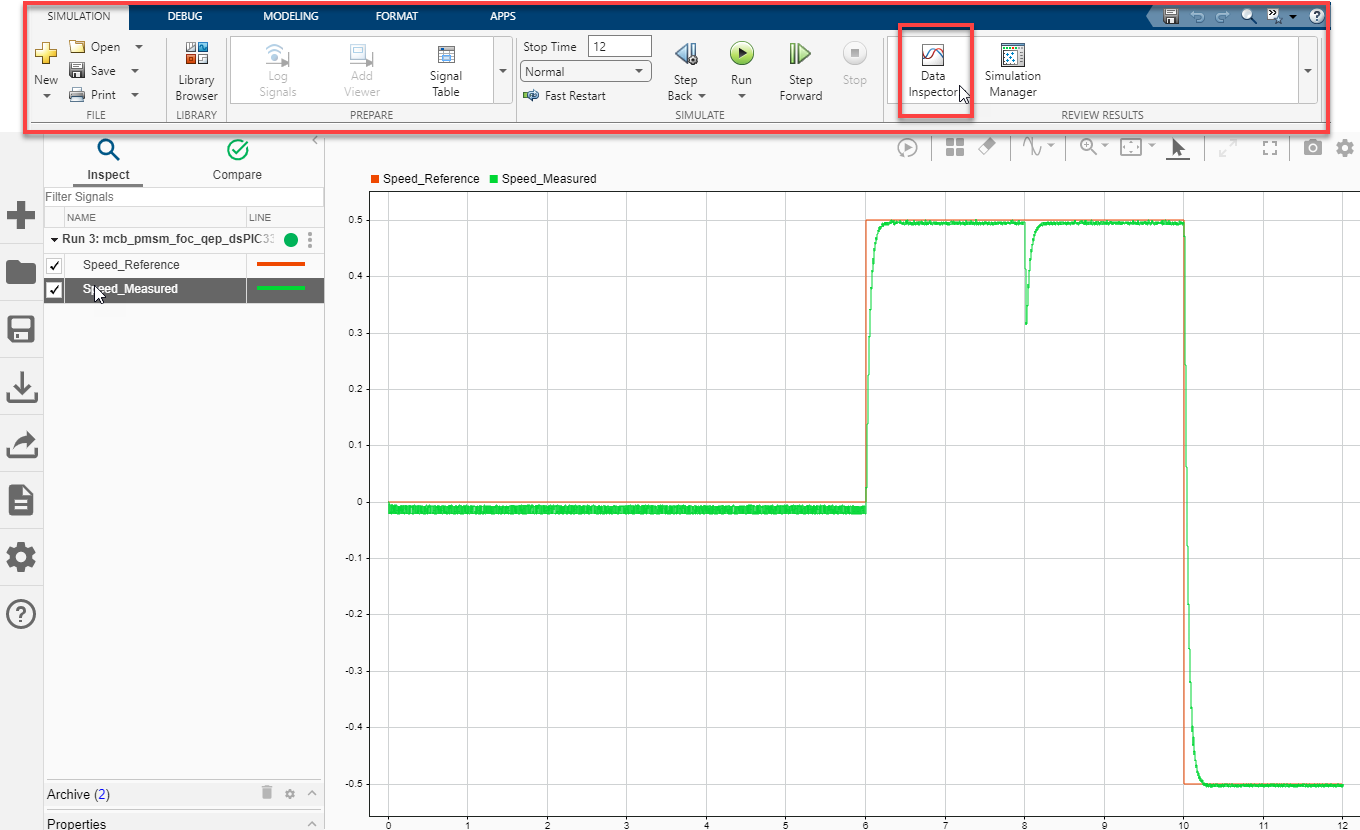 SIMULATION DEBUG MODELING FORMAT APPS
New
Open
Save
Print
FILE
Library
Browser
LIBRARY
Log
Signals
Add
Viewer
Signal
Table
PREPARE
Stop Time 12
Normal
Fast Restart
Step
Back
Run
Step
Forward
Stop
SIMULATE
Data
Inspector
Simulation
Manager
REVIEW RESULTS
Inspect Compare
Filter Signals
NAME LINE
Run 3: mcb_pmsm_foc_qep_dsPIC33
Speed_Reference
Speed_Measured
Archive (2)
Properties
Speed_Reference Speed_Measured
0.5
0.4
0.3
0.2
0.1
0
-0.1
-0.2
-0.3
-0.4
-0.5
0 1 2 3 4 5 6 7 8 9 10 11 12